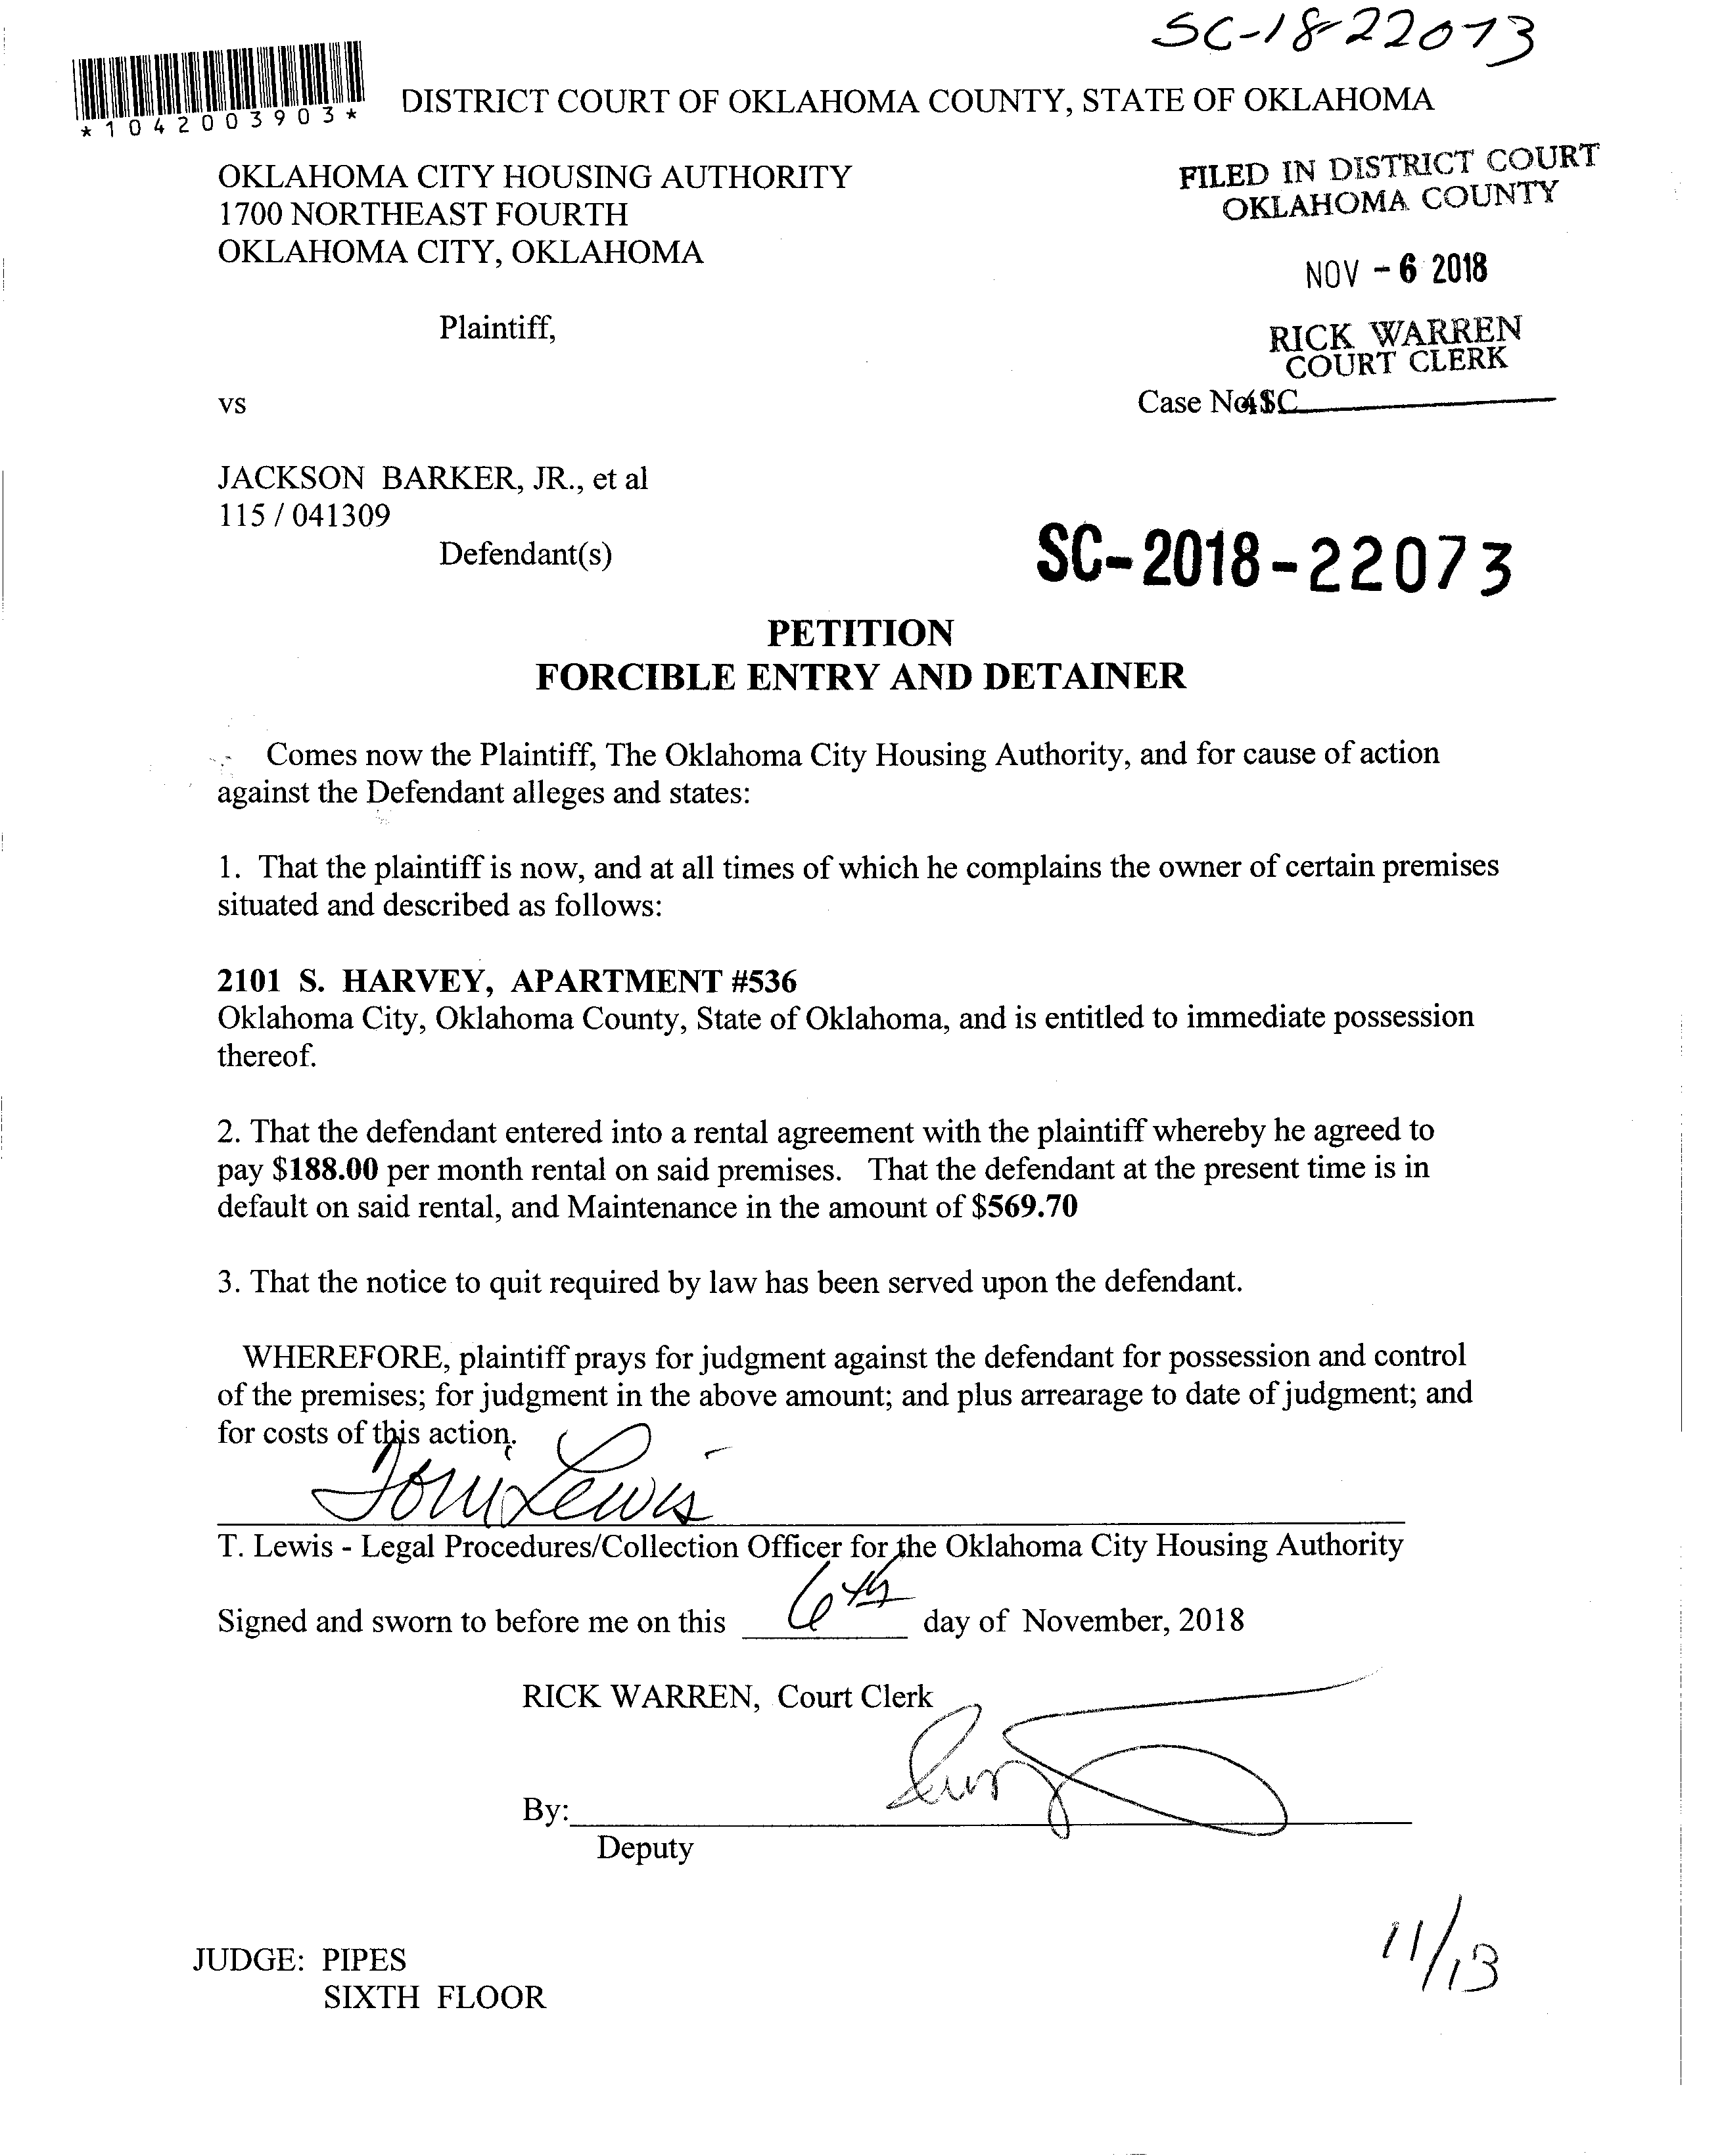 SC-18-22073
*1042003903*
DISTRICT COURT OF OKLAHOMA COUNTY, STATE OF OKLAHOMA
OKLAHOMA CITY HOUSING AUTHORITY
1700 NORTHEAST FOURTH
OKLAHOMA CITY, OKLAHOMA
FILED IN DISTRICT COURT
OKLAHOMA COUNTY
NOV - 6 2018
RICK WARREN
COURT CLERK
Plaintiff,
vs
Case No. SC
JACKSON BARKER, JR., et al
115 / 041309
Defendant(s)
SC-2018-22073
PETITION
FORCIBLE ENTRY AND DETAINER
Comes now the Plaintiff, The Oklahoma City Housing Authority, and for cause of action
against the Defendant alleges and states:
1. That the plaintiff is now, and at all times of which he complains the owner of certain premises
situated and described as follows:
2101 S. HARVEY, APARTMENT #536
Oklahoma City, Oklahoma County, State of Oklahoma, and is entitled to immediate possession
thereof.
2. That the defendant entered into a rental agreement with the plaintiff whereby he agreed to
pay $188.00 per month rental on said premises. That the defendant at the present time is in
default on said rental, and Maintenance in the amount of $569.70
3. That the notice to quit required by law has been served upon the defendant.
WHEREFORE, plaintiff prays for judgment against the defendant for possession and control
of the premises; for judgment in the above amount; and plus arrearage to date of judgment; and
for costs of this action.
Toni Lewis
T. Lewis - Legal Procedures/Collection Officer for the Oklahoma City Housing Authority
Signed and sworn to before me on this 6th day of November, 2018
RICK WARREN, Court Clerk
By:
Deputy
JUDGE: PIPES
SIXTH FLOOR
11/13